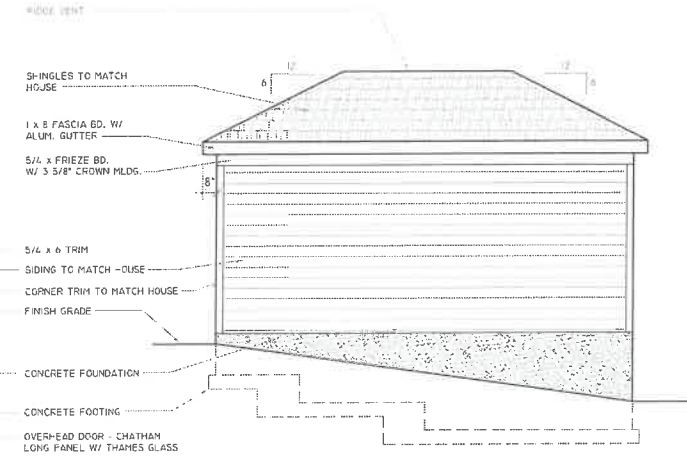 RIDGE VENT
12
12
6
6
SHINGLES TO MATCH
HOUSE
1 x 8 FASCIA BD. W/
ALUM. GUTTER
5/4 x FRIEZE BD.
W/ 3 5/8" CROWN MLDG.
8"
5/4 x 6 TRIM
SIDING TO MATCH HOUSE
CORNER TRIM TO MATCH HOUSE
FINISH GRADE
CONCRETE FOUNDATION
CONCRETE FOOTING
OVERHEAD DOOR - CHATHAM
LONG PANEL W/ THAMES GLASS